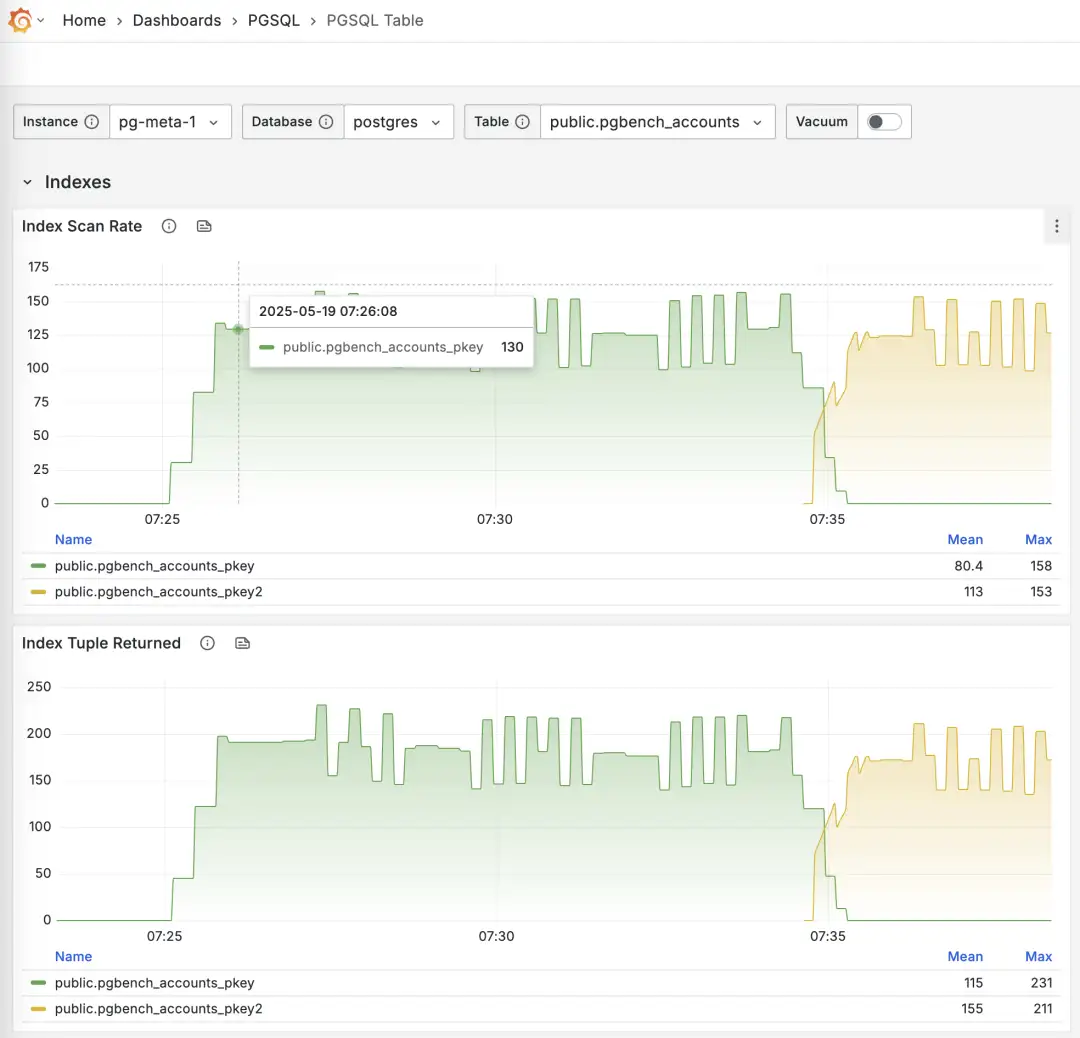 Home › Dashboards › PGSQL › PGSQL Table
Instance pg-meta-1 Database postgres Table public.pgbench_accounts Vacuum
Indexes
Index Scan Rate
175
150
125
100
75
50
25
0
2025-05-19 07:26:08
public.pgbench_accounts_pkey 130
07:25 07:30 07:35
Name Mean Max
public.pgbench_accounts_pkey 80.4 158
public.pgbench_accounts_pkey2 113 153
Index Tuple Returned
250
200
150
100
50
0
07:25 07:30 07:35
Name Mean Max
public.pgbench_accounts_pkey 115 231
public.pgbench_accounts_pkey2 155 211